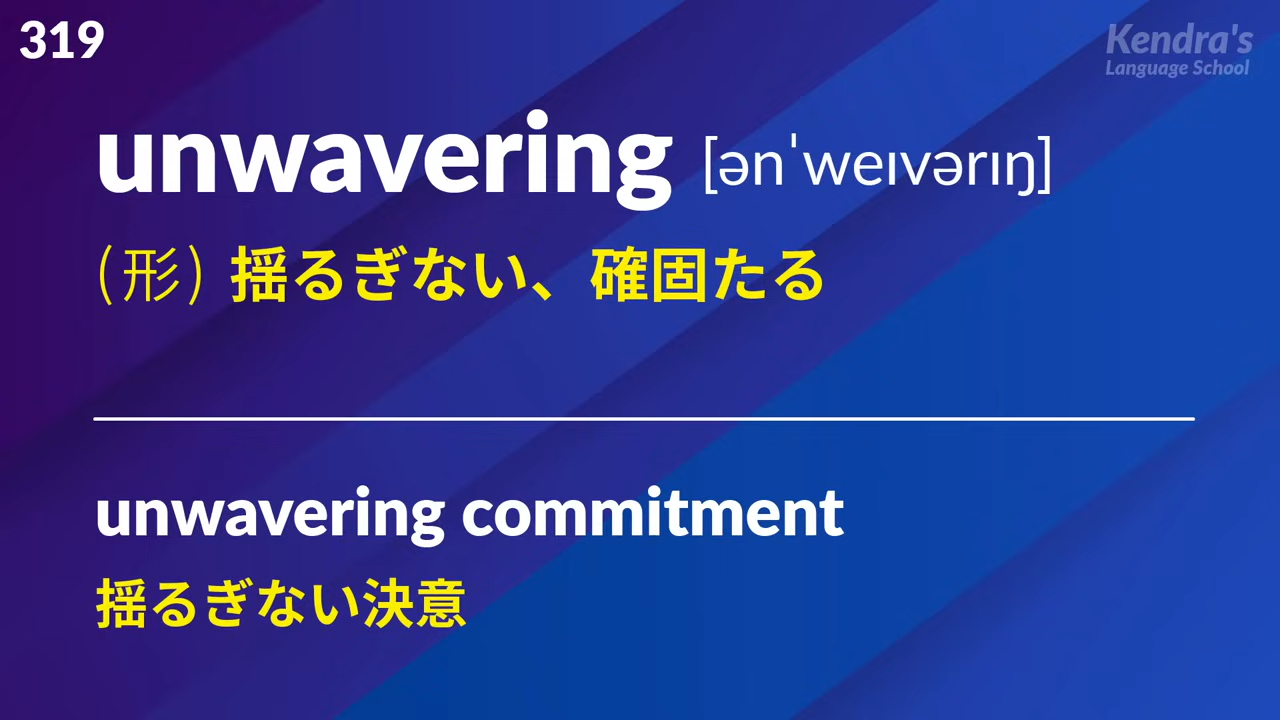 319
Kendra's
Language School
unwavering [ənˈweɪvərɪŋ]
(形) 揺るぎない、確固たる
unwavering commitment
揺るぎない決意